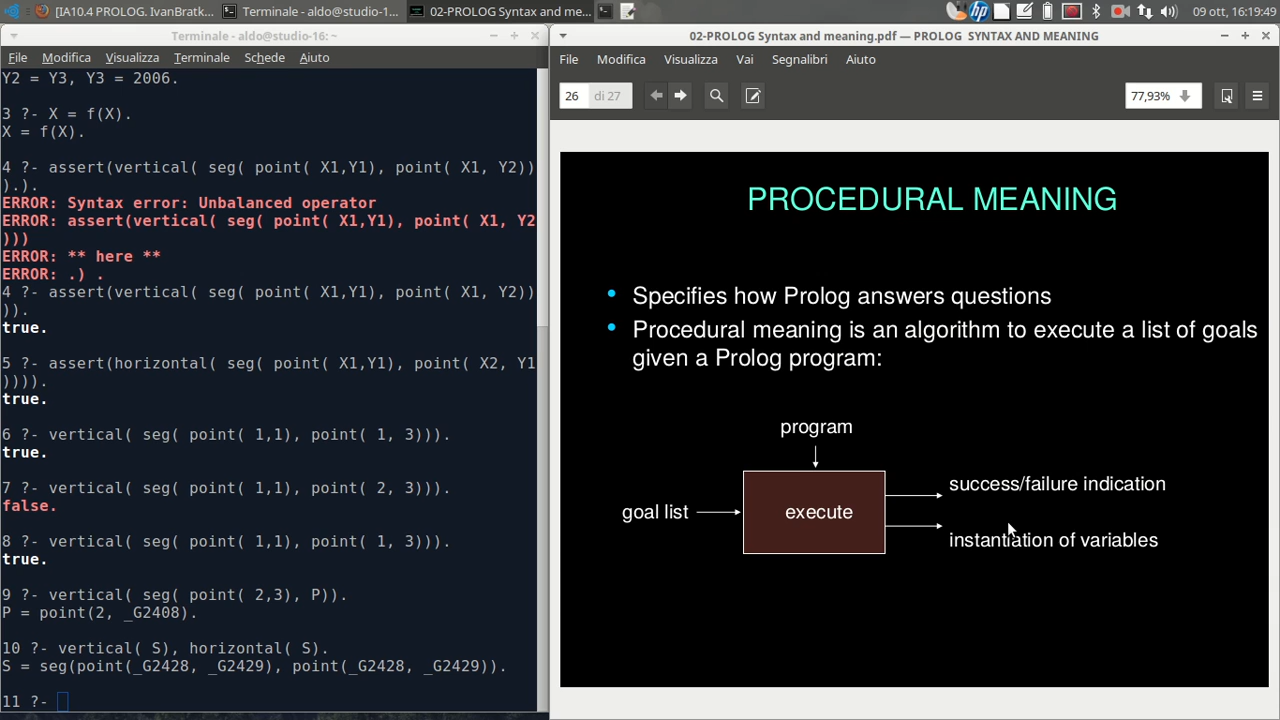 [IA10.4 PROLOG. IvanBratk...
Terminale - aldo@studio-1...
02-PROLOG Syntax and me...
09 ott, 16:19:49
Terminale - aldo@studio-16: ~
File Modifica Visualizza Terminale Schede Aiuto
Y2 = Y3, Y3 = 2006.
3 ?- X = f(X).
X = f(X).
4 ?- assert(vertical( seg( point( X1,Y1), point( X1, Y2))
).).
ERROR: Syntax error: Unbalanced operator
ERROR: assert(vertical( seg( point( X1,Y1), point( X1, Y2
)))
ERROR: ** here **
ERROR: .) .
4 ?- assert(vertical( seg( point( X1,Y1), point( X1, Y2))
)).
true.
5 ?- assert(horizontal( seg( point( X1,Y1), point( X2, Y1
)))).
true.
6 ?- vertical( seg( point( 1,1), point( 1, 3))).
true.
7 ?- vertical( seg( point( 1,1), point( 2, 3))).
false.
8 ?- vertical( seg( point( 1,1), point( 1, 3))).
true.
9 ?- vertical( seg( point( 2,3), P)).
P = point(2, _G2408).
10 ?- vertical( S), horizontal( S).
S = seg(point(_G2428, _G2429), point(_G2428, _G2429)).
11 ?-
02-PROLOG Syntax and meaning.pdf — PROLOG SYNTAX AND MEANING
File Modifica Visualizza Vai Segnalibri Aiuto
26 di 27
77,93%
PROCEDURAL MEANING
• Specifies how Prolog answers questions
• Procedural meaning is an algorithm to execute a list of goals
given a Prolog program:
program
success/failure indication
goal list
execute
instantiation of variables